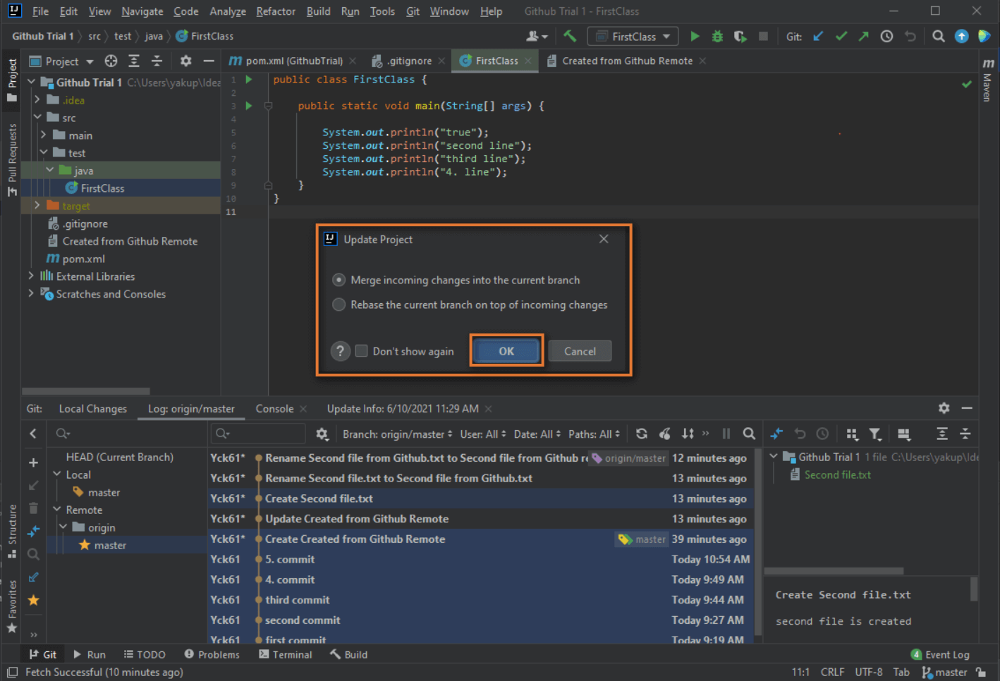 IJ File Edit View Navigate Code Analyze Refactor Build Run Tools Git Window Help Github Trial 1 - FirstClass
Github Trial 1 src test java FirstClass
FirstClass Git:
Project
pom.xml (GithubTrial) .gitignore FirstClass Created from Github Remote
Project
Pull Requests
Structure
Favorites
Maven
Github Trial 1 C:\Users\yakup\Idea
.idea
src
main
test
java
FirstClass
target
.gitignore
Created from Github Remote
pom.xml
External Libraries
Scratches and Consoles
1 public class FirstClass {
2
3 public static void main(String[] args) {
4
5 System.out.println("true");
6 System.out.println("second line");
7 System.out.println("third line");
8 System.out.println("4. line");
9 }
10 }
11
IJ Update Project
Merge incoming changes into the current branch
Rebase the current branch on top of incoming changes
? Don't show again OK Cancel
Git: Local Changes Log: origin/master Console Update Info: 6/10/2021 11:29 AM
Branch: origin/master User: All Date: All Paths: All
HEAD (Current Branch)
Local
master
Remote
origin
master
Yck61* Rename Second file from Github.txt to Second file from Github re origin/master 12 minutes ago
Yck61* Rename Second file.txt to Second file from Github.txt 13 minutes ago
Yck61* Create Second file.txt 13 minutes ago
Yck61* Update Created from Github Remote 13 minutes ago
Yck61* Create Created from Github Remote master 39 minutes ago
Yck61 5. commit Today 10:54 AM
Yck61 4. commit Today 9:49 AM
Yck61 third commit Today 9:44 AM
Yck61 second commit Today 9:27 AM
Yck61 first commit Today 9:19 AM
Github Trial 1 1 file C:\Users\yakup\Ide
Second file.txt
Create Second file.txt
second file is created
Git Run TODO Problems Terminal Build 4 Event Log
Fetch Successful (10 minutes ago) 11:1 CRLF UTF-8 Tab master